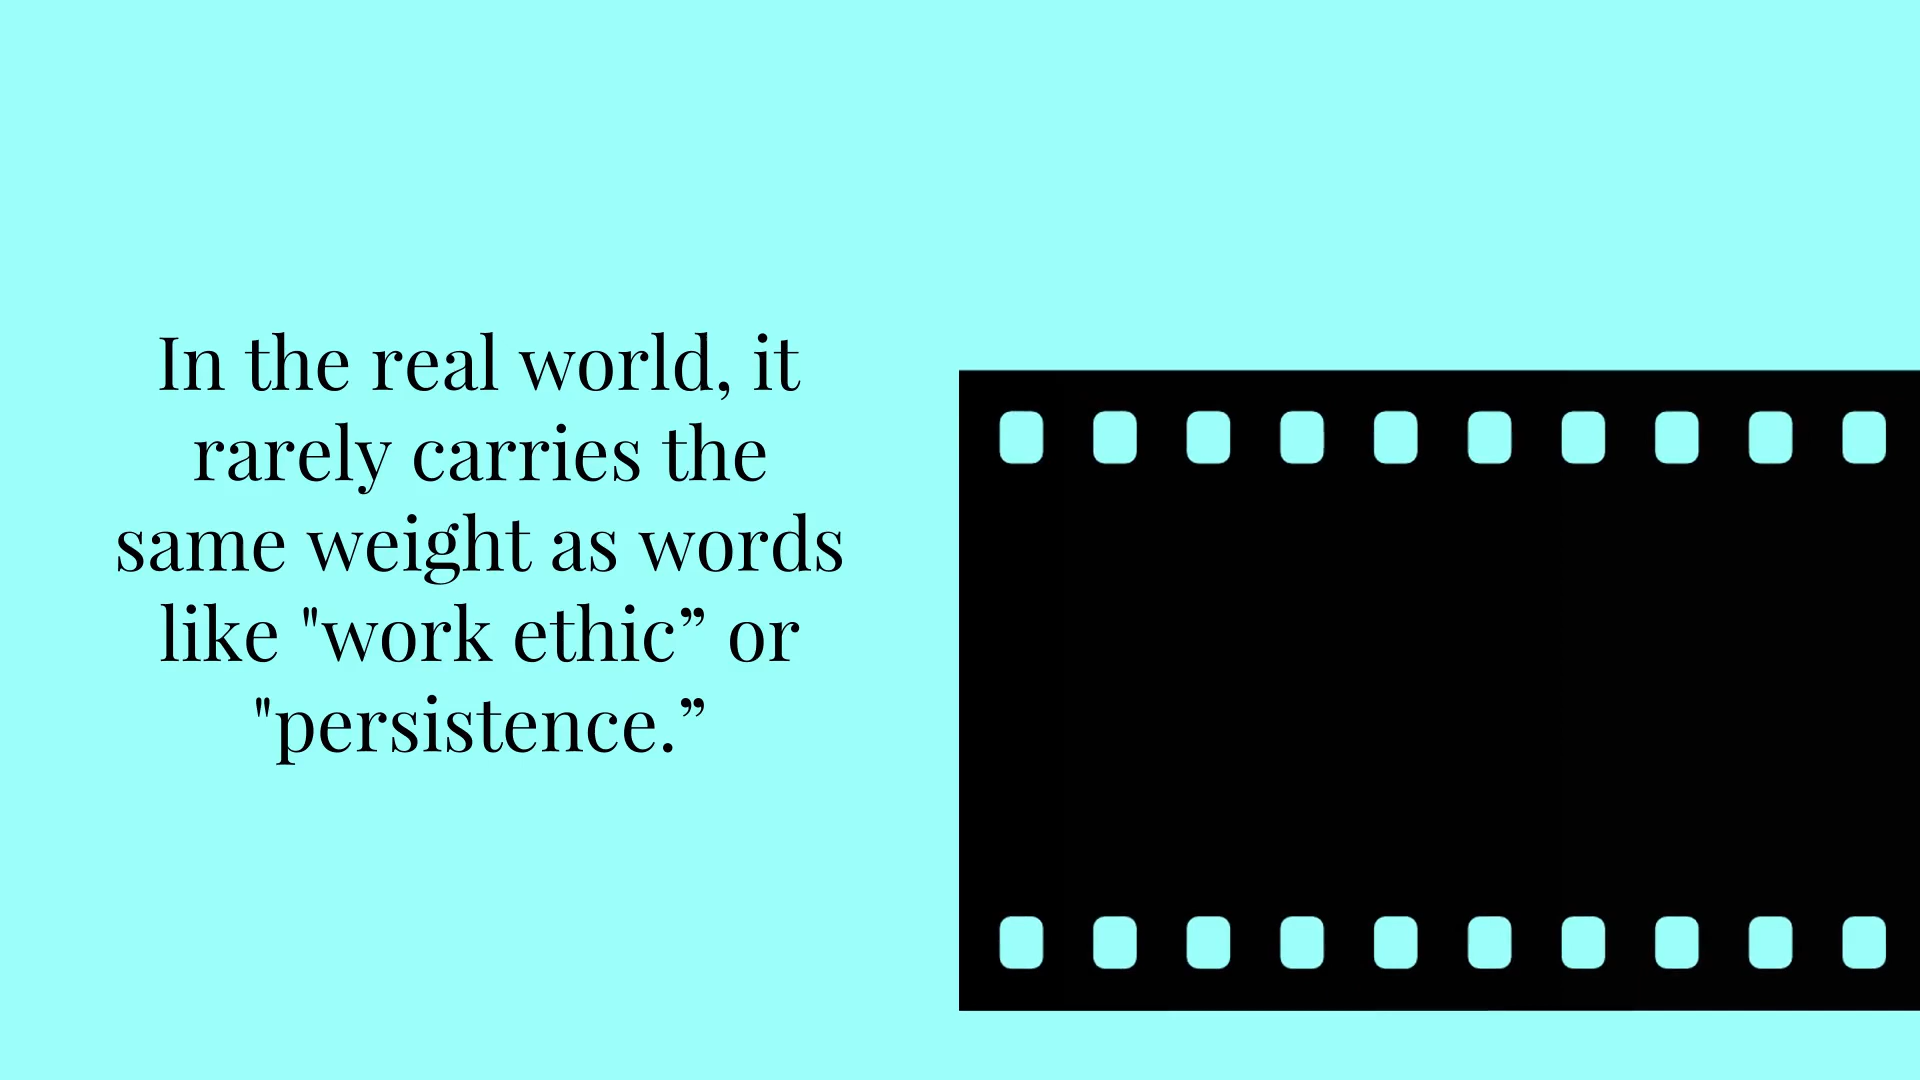 In the real world, it
rarely carries the
same weight as words
like "work ethic” or
"persistence.”